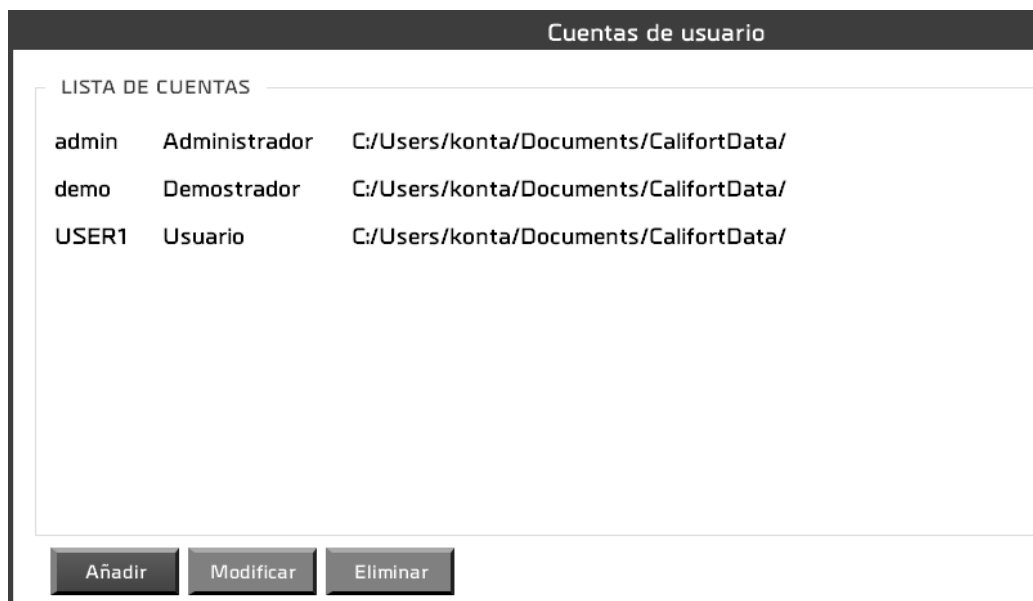 Cuentas de usuario
LISTA DE CUENTAS
admin Administrador C:/Users/konta/Documents/CalifortData/
demo Demostrador C:/Users/konta/Documents/CalifortData/
USER1 Usuario C:/Users/konta/Documents/CalifortData/
Añadir Modificar Eliminar